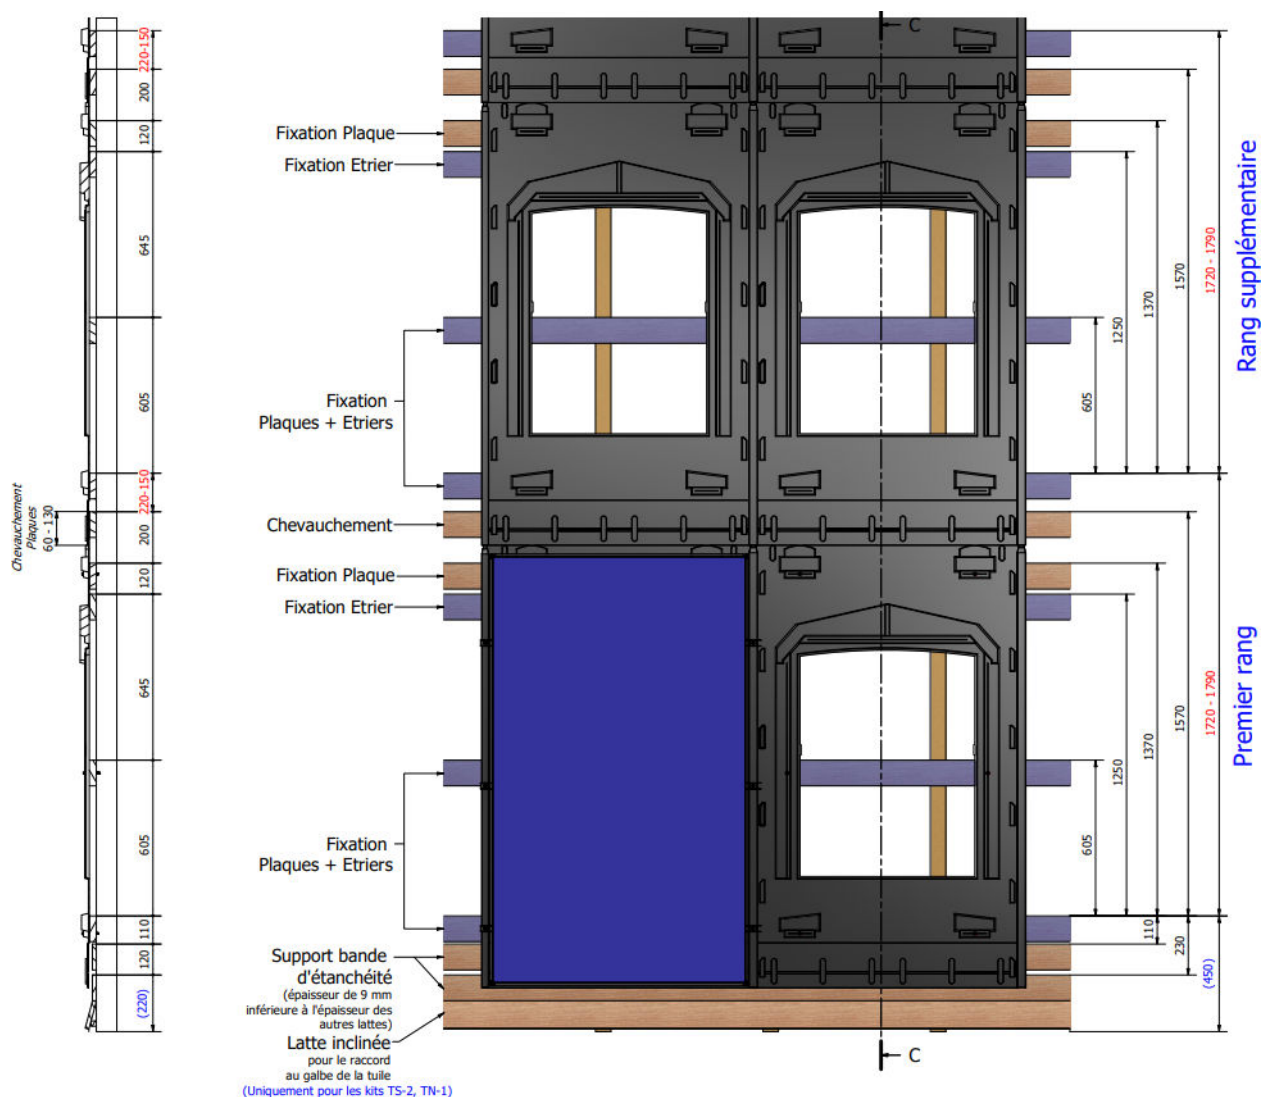 220-150
200
120
645
605
220-150
200
120
645
605
110
120
(220)
Chevauchement
Plaques
60 - 130
Fixation Plaque
Fixation Etrier
Fixation
Plaques + Etriers
Chevauchement
Fixation Plaque
Fixation Etrier
Fixation
Plaques + Etriers
Support bande
d'étanchéité
(épaisseur de 9 mm
inférieure à l'épaisseur des
autres lattes)
Latte inclinée
pour le raccord
au galbe de la tuile
(Uniquement pour les kits TS-2, TN-1)
C
C
605
1250
1370
1570
1720 - 1790
Rang supplémentaire
605
1250
1370
1570
1720 - 1790
Premier rang
110
230
(450)